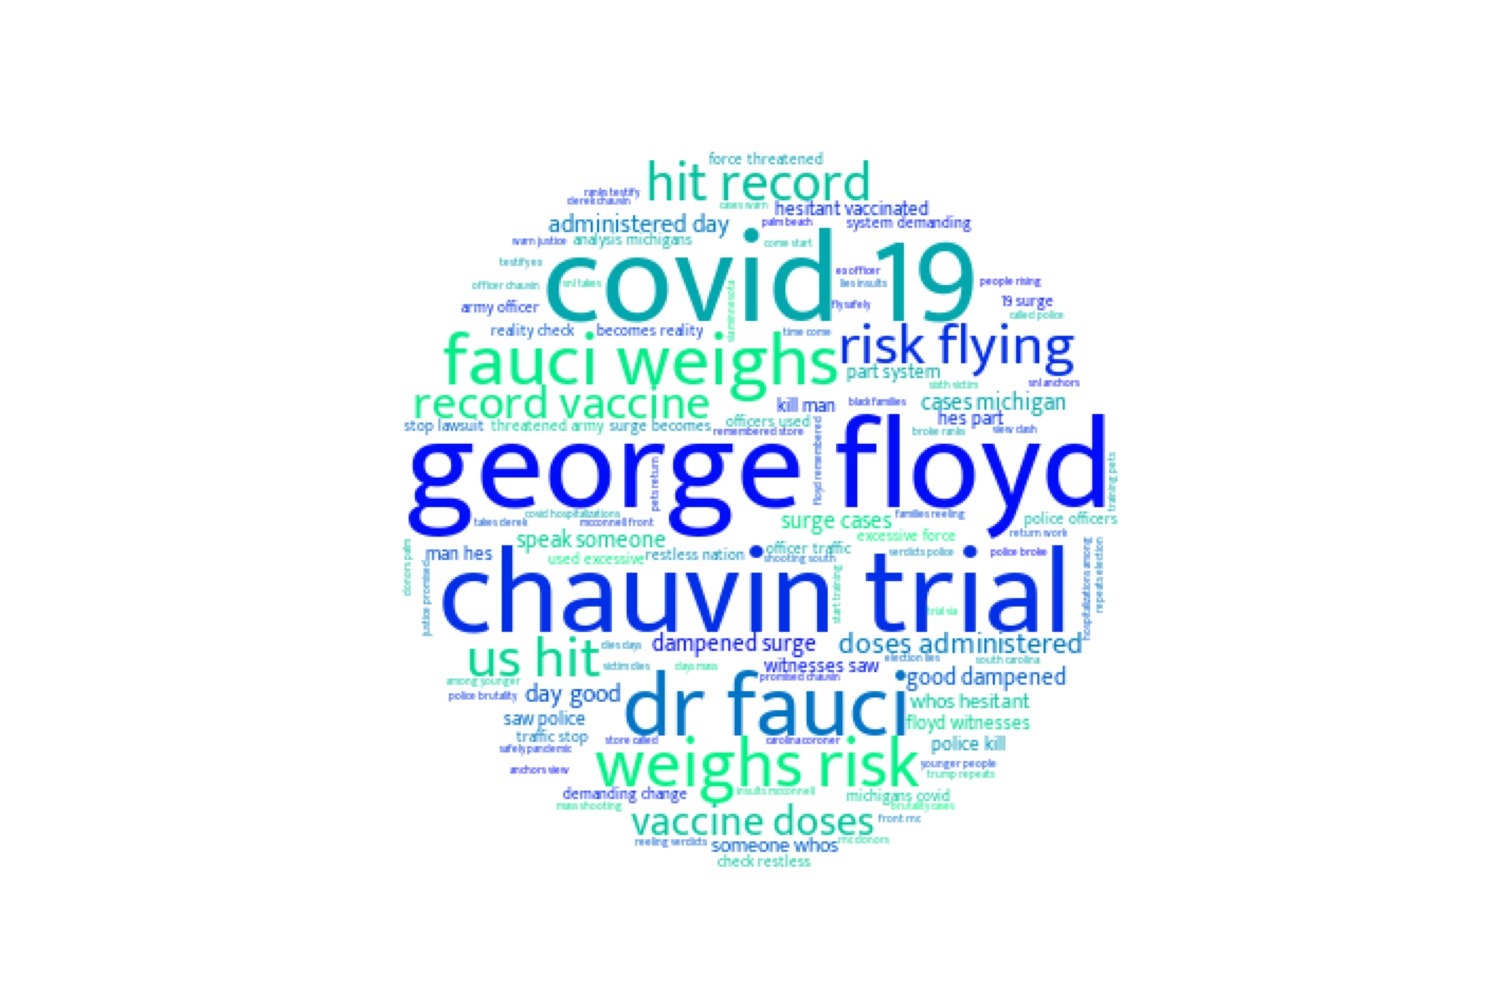 force threatened
hit record
ranks testify
derek chauvin
cases warn
hesitant vaccinated
administered day
palm beach
system demanding
warn justice
analysis michigans
come start
covid 19
testify ex
ex officer
officer chauvin
snl takes
lies insults
people rising
army officer
fly safely
19 surge
called police
reality check
becomes reality
time come
fauci weighs
risk flying
part system
sixth victim
snl anchors
record vaccine
kill man
black families
cases michigan
hes part
stop lawsuit
threatened army
surge becomes
officers used
remembered store
broke ranks
view clash
george floyd
pets return
floyd remembered
training pets
covid hospitalizations
takes derek
mcconnell front
surge cases
families reeling
police officers
speak someone
excessive force
return work
man hes
used excessive
restless nation
officer traffic
shooting south
verdicts police
police broke
donors palm
justice promised
chauvin trial
start training
trial via
hospitalizations among
repeats election
us hit
dies days
dampened surge
doses administered
victim dies
days mass
witnesses saw
election lies
south carolina
among younger
promised chauvin
good dampened
police brutality
day good
dr fauci
whos hesitant
saw police
floyd witnesses
traffic stop
store called
carolina coroner
police kill
safely pandemic
weighs risk
anchors view
younger people
trump repeats
demanding change
insults mcconnell
michigans covid
mass shooting
brutality cases
vaccine doses
front rnc
reeling verdicts
someone whos
rnc donors
check restless